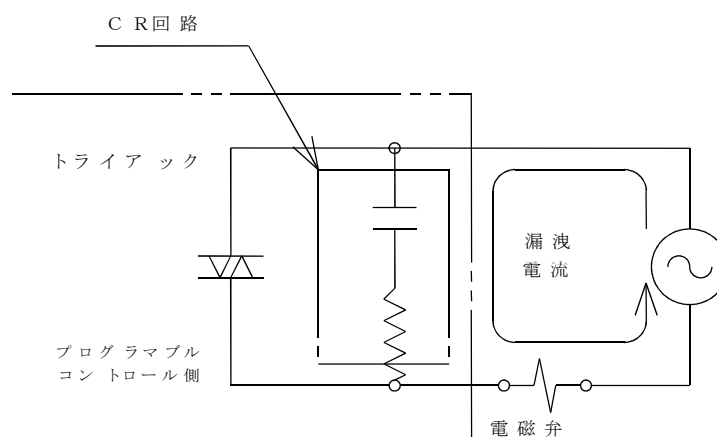 CR回路
トライアック
漏洩
電流
プログラマブル
コントロール側
電磁弁